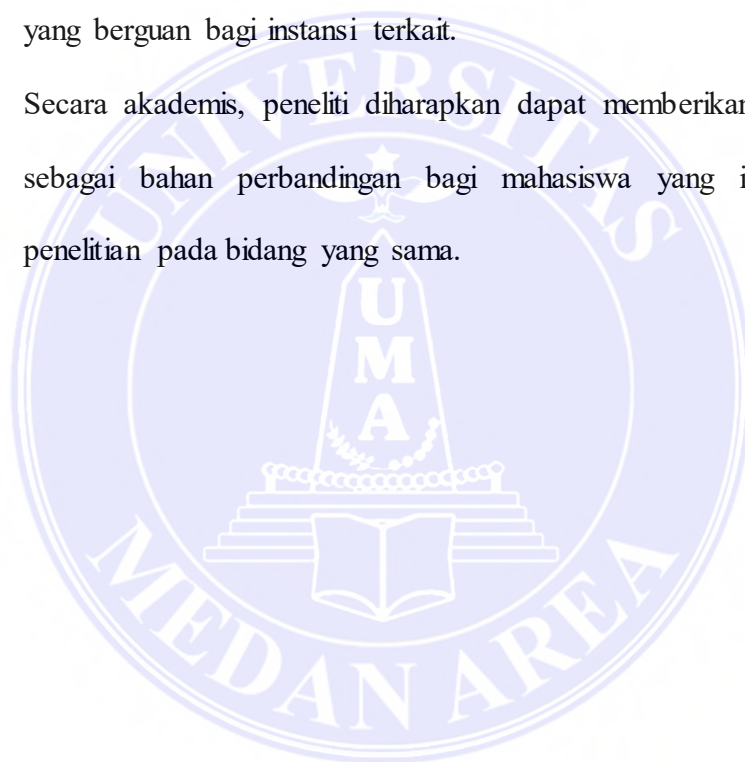 yang berguan bagi instansi terkait.
Secara akademis, peneliti diharapkan dapat memberikan
sebagai bahan perbandingan bagi mahasiswa yang
penelitian pada bidang yang sama.
UNIVERSITAS
UMA
MEDAN AREA